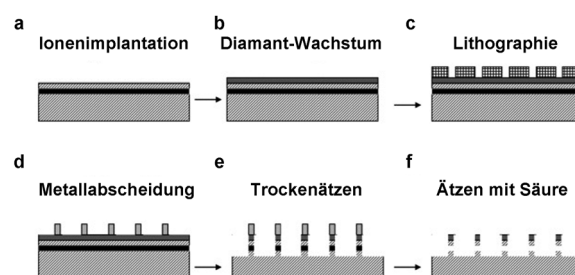 a
Ionenimplantation
b
Diamant-Wachstum
c
Lithographie
d
Metallabscheidung
e
Trockenätzen
f
Ätzen mit Säure